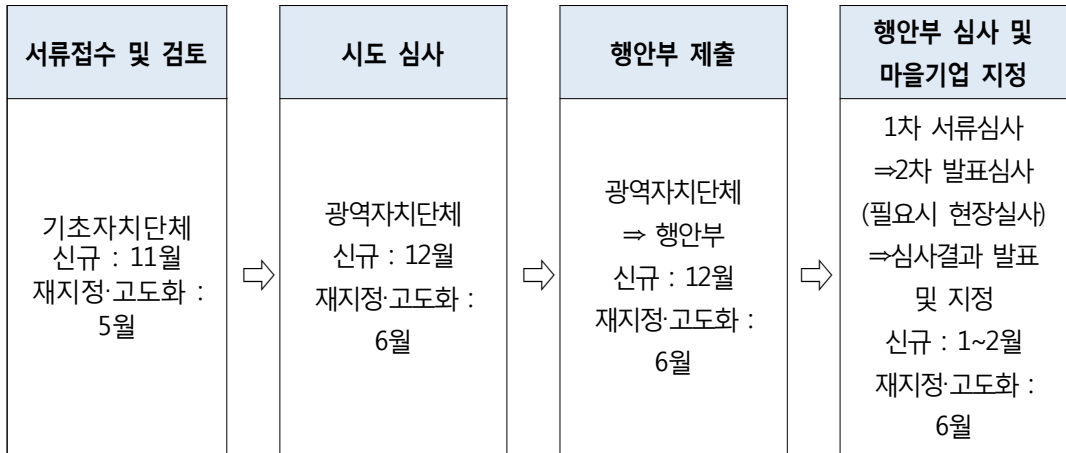 서류접수 및 검토
기초자치단체
신규 : 11월
재지정·고도화 :
5월
⇨
시도 심사
광역자치단체
신규 : 12월
재지정·고도화 :
6월
⇨
행안부 제출
광역자치단체
⇒ 행안부
신규 : 12월
재지정·고도화 :
6월
⇨
행안부 심사 및
마을기업 지정
1차 서류심사
⇒2차 발표심사
(필요시 현장실사)
⇒심사결과 발표
및 지정
신규 : 1~2월
재지정·고도화 :
6월